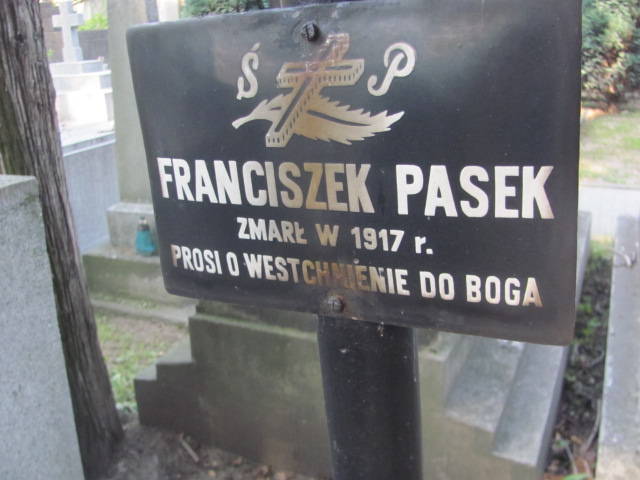 Ś P
FRANCISZEK PASEK
ZMARŁ W 1917 r.
PROSI O WESTCHNIENIE DO BOGA